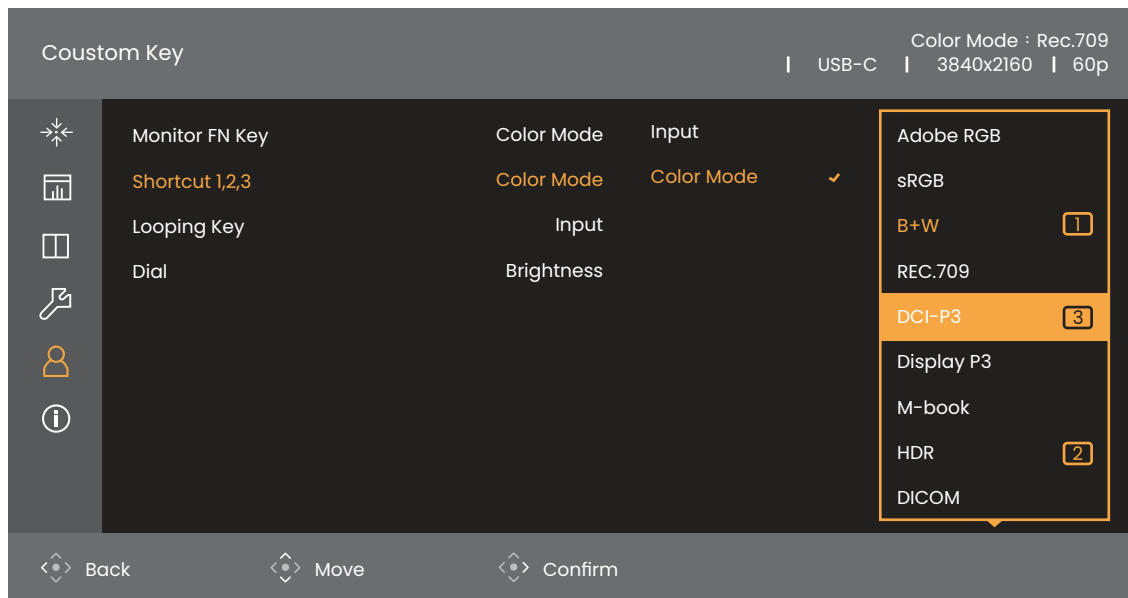 Coustom Key
Color Mode : Rec.709
| USB-C | 3840x2160 | 60p
Monitor FN Key Color Mode Input Adobe RGB
Shortcut 1,2,3 Color Mode Color Mode sRGB
Looping Key Input B+W 1
Dial Brightness REC.709
DCI-P3 3
Display P3
M-book
HDR 2
DICOM
Back Move Confirm